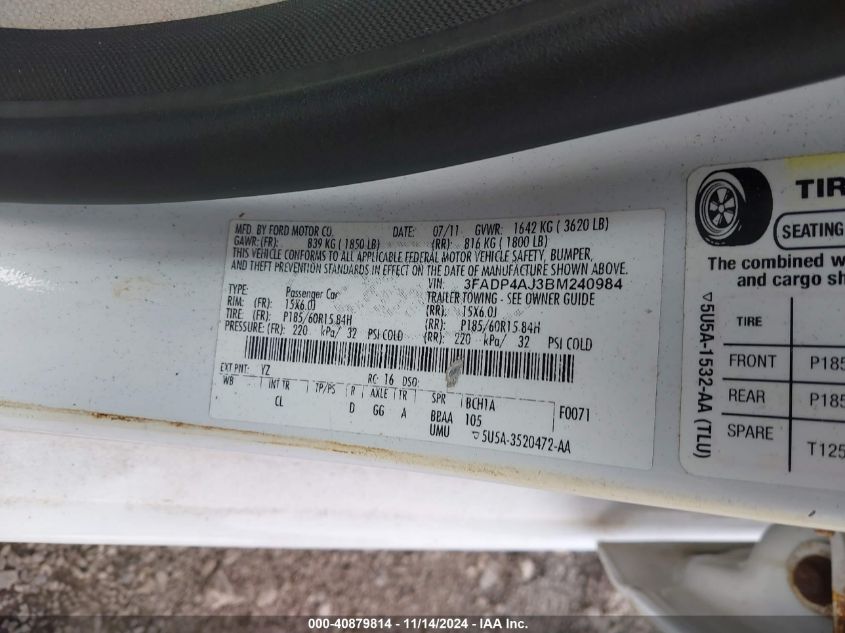 MFD. BY FORD MOTOR CO. DATE: 07/11 GVWR: 1642 KG ( 3620 LB)
GAWR: (FR): 839 KG ( 1850 LB) (RR): 816 KG ( 1800 LB)
THIS VEHICLE CONFORMS TO ALL APPLICABLE FEDERAL MOTOR VEHICLE SAFETY, BUMPER,
AND THEFT PREVENTION STANDARDS IN EFFECT ON THE DATE OF MANUFACTURE SHOWN ABOVE.
VIN: 3FADP4AJ3BM240984
TYPE: Passenger Car TRAILER TOWING - SEE OWNER GUIDE
RIM: (FR): 15X6.0J (RR): 15X6.0J
TIRE: (FR): P185/60R15 84H (RR): P185/60R15 84H
PRESSURE: (FR): 220 kPa/ 32 PSI COLD (RR): 220 kPa/ 32 PSI COLD
EXT PNT: YZ RC: 16 DSO:
WB INT TR TP/PS R AXLE TR SPR BCH1A F0071
CL D GG A BBAA 105
UMU ▽5U5A-3520472-AA
TIR
SEATING
The combined w
and cargo sh
TIRE
FRONT P185
REAR P185
SPARE T125
▽5U5A-1532-AA (TLU)
000-40879814 - 11/14/2024 - IAA Inc.